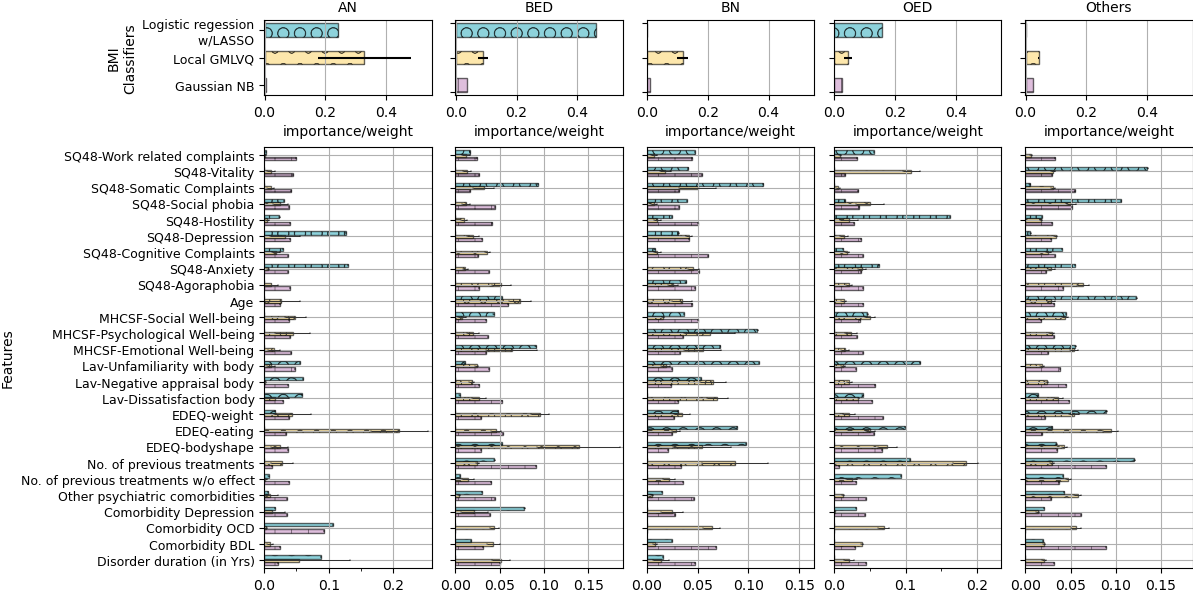 AN BED BN OED Others
BMI
Classifiers
Logistic regession
w/LASSO
Local GMLVQ
Gaussian NB
0.0 0.2 0.4 0.0 0.2 0.4 0.0 0.2 0.4 0.0 0.2 0.4 0.0 0.2 0.4
importance/weight importance/weight importance/weight importance/weight importance/weight
Features
SQ48-Work related complaints
SQ48-Vitality
SQ48-Somatic Complaints
SQ48-Social phobia
SQ48-Hostility
SQ48-Depression
SQ48-Cognitive Complaints
SQ48-Anxiety
SQ48-Agoraphobia
Age
MHCSF-Social Well-being
MHCSF-Psychological Well-being
MHCSF-Emotional Well-being
Lav-Unfamiliarity with body
Lav-Negative appraisal body
Lav-Dissatisfaction body
EDEQ-weight
EDEQ-eating
EDEQ-bodyshape
No. of previous treatments
No. of previous treatments w/o effect
Other psychiatric comorbidities
Comorbidity Depression
Comorbidity OCD
Comorbidity BDL
Disorder duration (in Yrs)
0.0 0.1 0.2 0.00 0.05 0.10 0.15 0.00 0.05 0.10 0.15 0.0 0.1 0.2 0.00 0.05 0.10 0.15